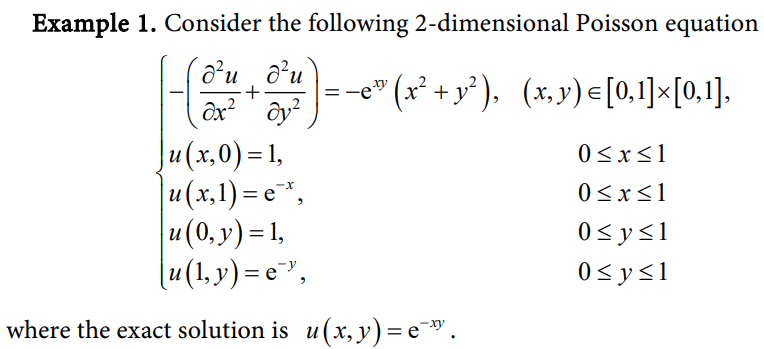 Example 1. Consider the following 2-dimensional Poisson equation
−(∂²u/∂x² + ∂²u/∂y²) = −e^{xy}(x² + y²), (x, y) ∈ [0,1]×[0,1],
u(x,0) = 1, 0 ≤ x ≤ 1
u(x,1) = e^{−x}, 0 ≤ x ≤ 1
u(0, y) = 1, 0 ≤ y ≤ 1
u(1, y) = e^{−y}, 0 ≤ y ≤ 1
where the exact solution is u(x, y) = e^{−xy}.